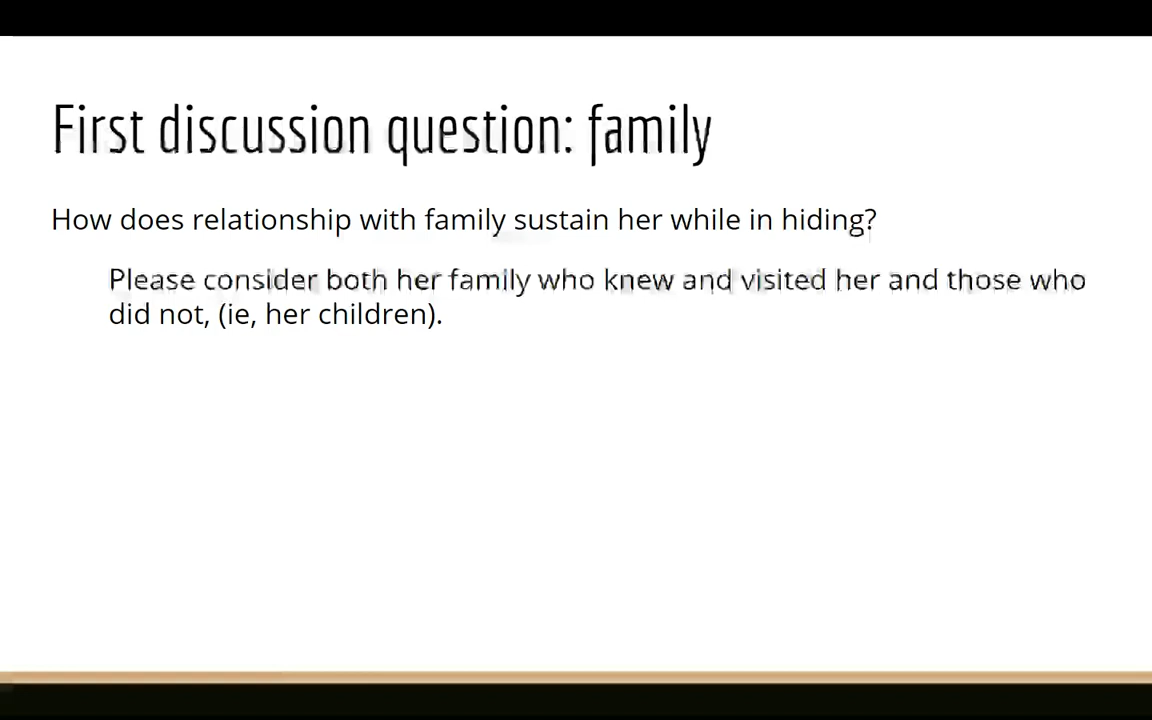 First discussion question: family
How does relationship with family sustain her while in hiding?
Please consider both her family who knew and visited her and those who
did not, (ie, her children).